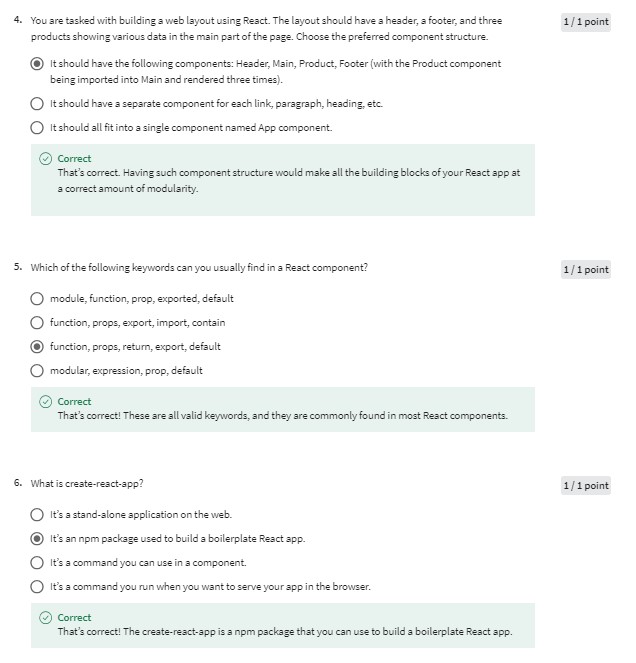 4. You are tasked with building a web layout using React. The layout should have a header, a footer, and three
products showing various data in the main part of the page. Choose the preferred component structure.
1 / 1 point
It should have the following components: Header, Main, Product, Footer (with the Product component
being imported into Main and rendered three times).
It should have a separate component for each link, paragraph, heading, etc.
It should all fit into a single component named App component.
Correct
That's correct. Having such component structure would make all the building blocks of your React app at
a correct amount of modularity.
5. Which of the following keywords can you usually find in a React component?
1 / 1 point
module, function, prop, exported, default
function, props, export, import, contain
function, props, return, export, default
modular, expression, prop, default
Correct
That's correct! These are all valid keywords, and they are commonly found in most React components.
6. What is create-react-app?
1 / 1 point
It's a stand-alone application on the web.
It's an npm package used to build a boilerplate React app.
It's a command you can use in a component.
It's a command you run when you want to serve your app in the browser.
Correct
That's correct! The create-react-app is a npm package that you can use to build a boilerplate React app.